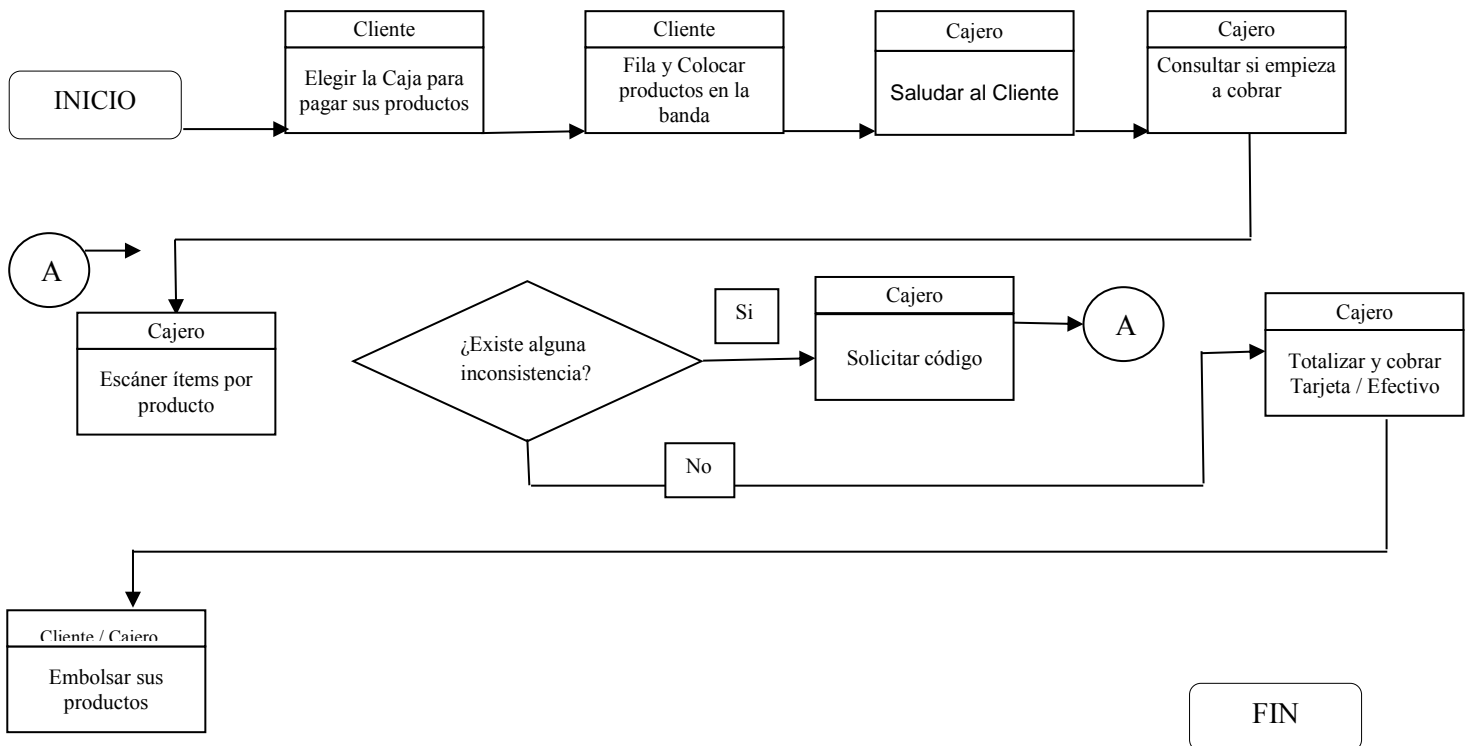 Cliente
Cliente
Cajero
Cajero
INICIO
Elegir la Caja para
pagar sus productos
Fila y Colocar
productos en la
banda
Saludar al Cliente
Consultar si empieza
a cobrar
A
Cajero
Escáner ítems por
producto
¿Existe alguna
inconsistencia?
Si
Cajero
Solicitar código
A
Cajero
Totalizar y cobrar
Tarjeta / Efectivo
No
Cliente / Cajero
Embolsar sus
productos
FIN